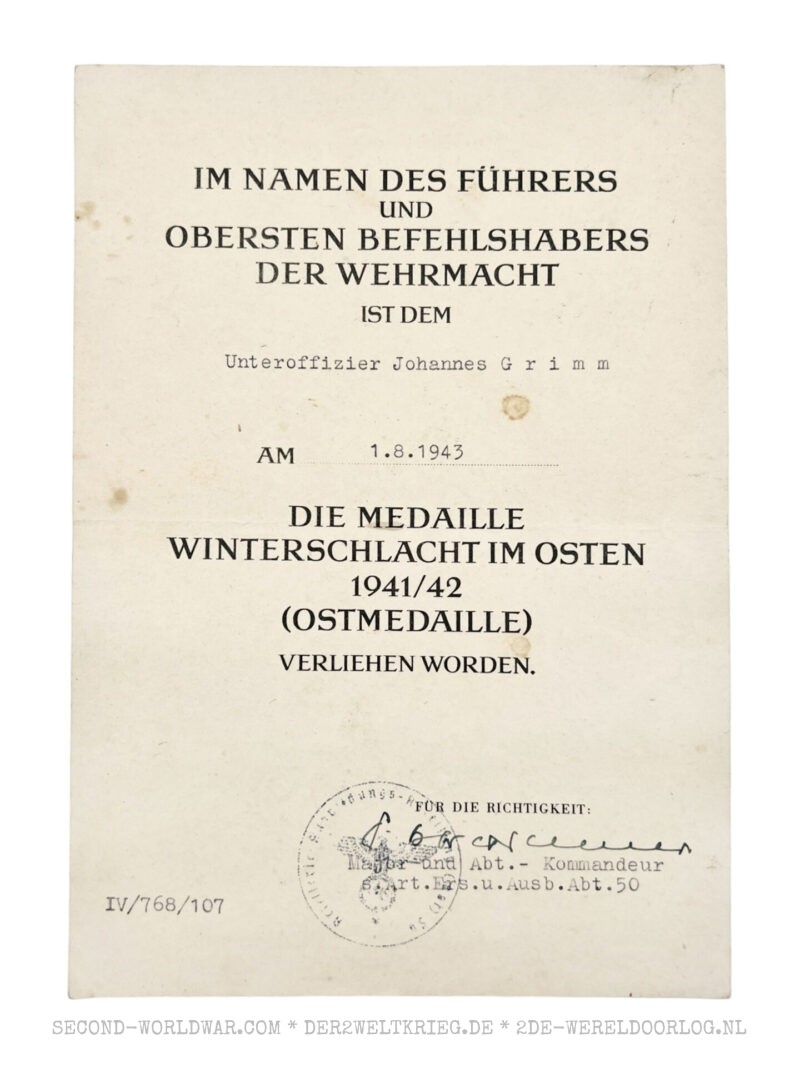 IM NAMEN DES FÜHRERS
UND
OBERSTEN BEFEHLSHABERS
DER WEHRMACHT
IST DEM
Unteroffizier Johannes G r i m m
AM 1.8.1943
DIE MEDAILLE
WINTERSCHLACHT IM OSTEN
1941/42
(OSTMEDAILLE)
VERLIEHEN WORDEN.
FÜR DIE RICHTIGKEIT:
Major und Abt.- Kommandeur
s.Art.Ers.u.Ausb.Abt.50
IV/768/107
SECOND-WORLDWAR.COM * DER2WELTKRIEG.DE * 2DE-WERELDOORLOG.NL